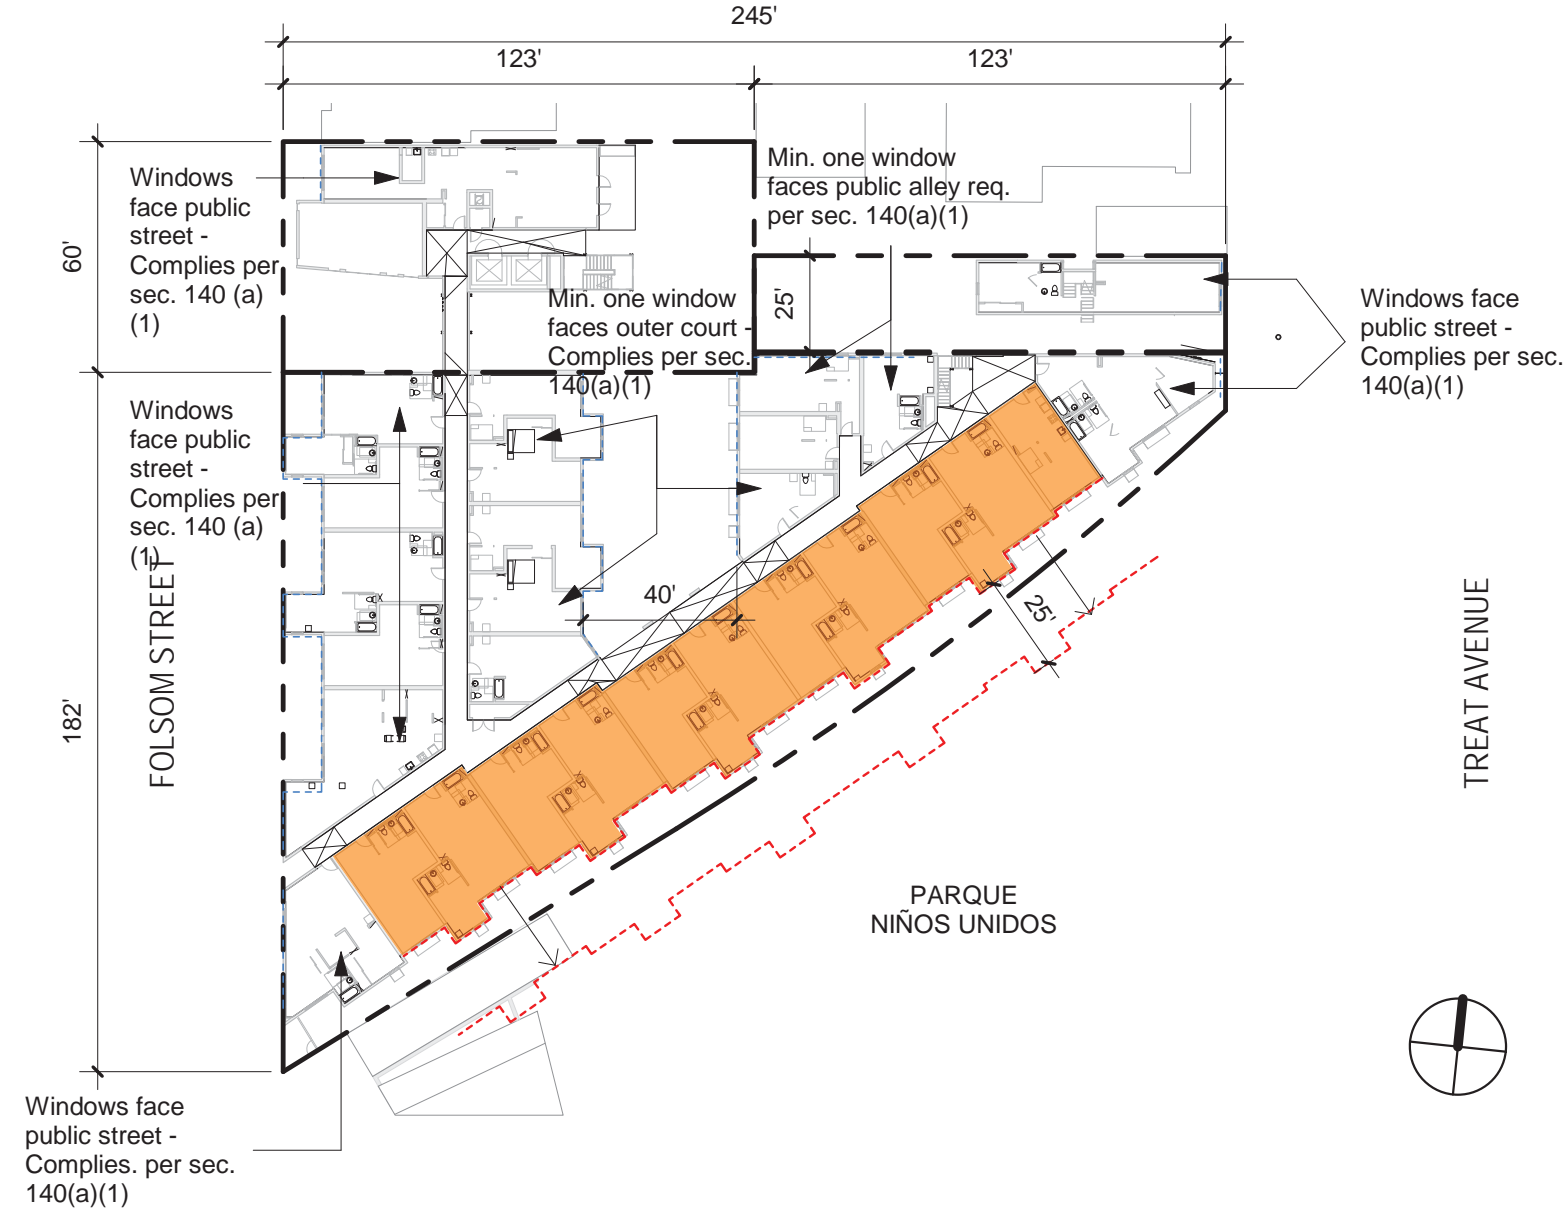 245'
123'
123'
Windows
face public
street -
Complies per
sec. 140 (a)
(1)
Min. one window
faces public alley req.
per sec. 140(a)(1)
60'
25'
Min. one window
faces outer court -
Complies per sec.
140(a)(1)
Windows face
public street -
Complies per sec.
140(a)(1)
Windows
face public
street -
Complies per
sec. 140 (a)
(1)
FOLSOM STREET
40'
25'
TREAT AVENUE
182'
PARQUE
NIÑOS UNIDOS
Windows face
public street -
Complies. per sec.
140(a)(1)